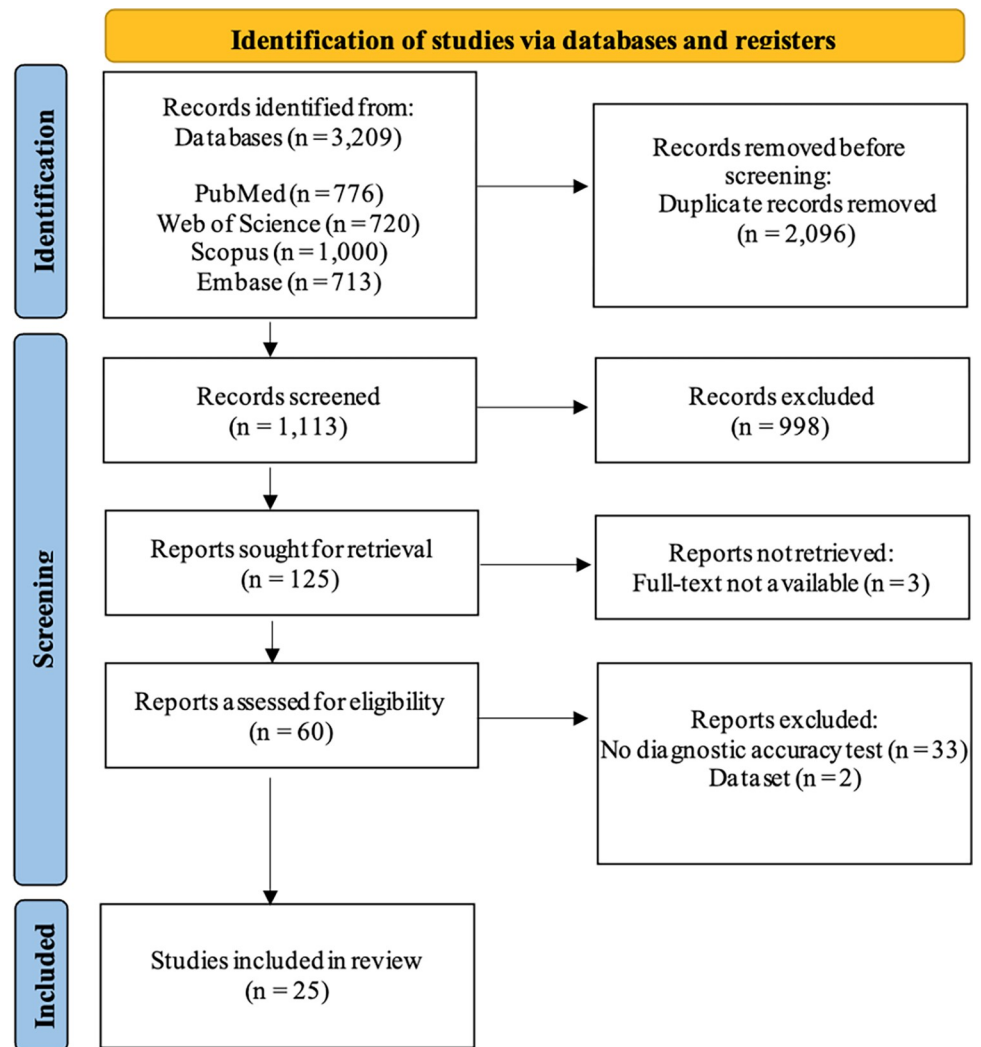 Identification of studies via databases and registers
Identification
Records identified from:
Databases (n = 3,209)
PubMed (n = 776)
Web of Science (n = 720)
Scopus (n = 1,000)
Embase (n = 713)
Records removed before
screening:
Duplicate records removed
(n = 2,096)
Screening
Records screened
(n = 1,113)
Records excluded
(n = 998)
Reports sought for retrieval
(n = 125)
Reports not retrieved:
Full-text not available (n = 3)
Reports assessed for eligibility
(n = 60)
Reports excluded:
No diagnostic accuracy test (n = 33)
Dataset (n = 2)
Included
Studies included in review
(n = 25)